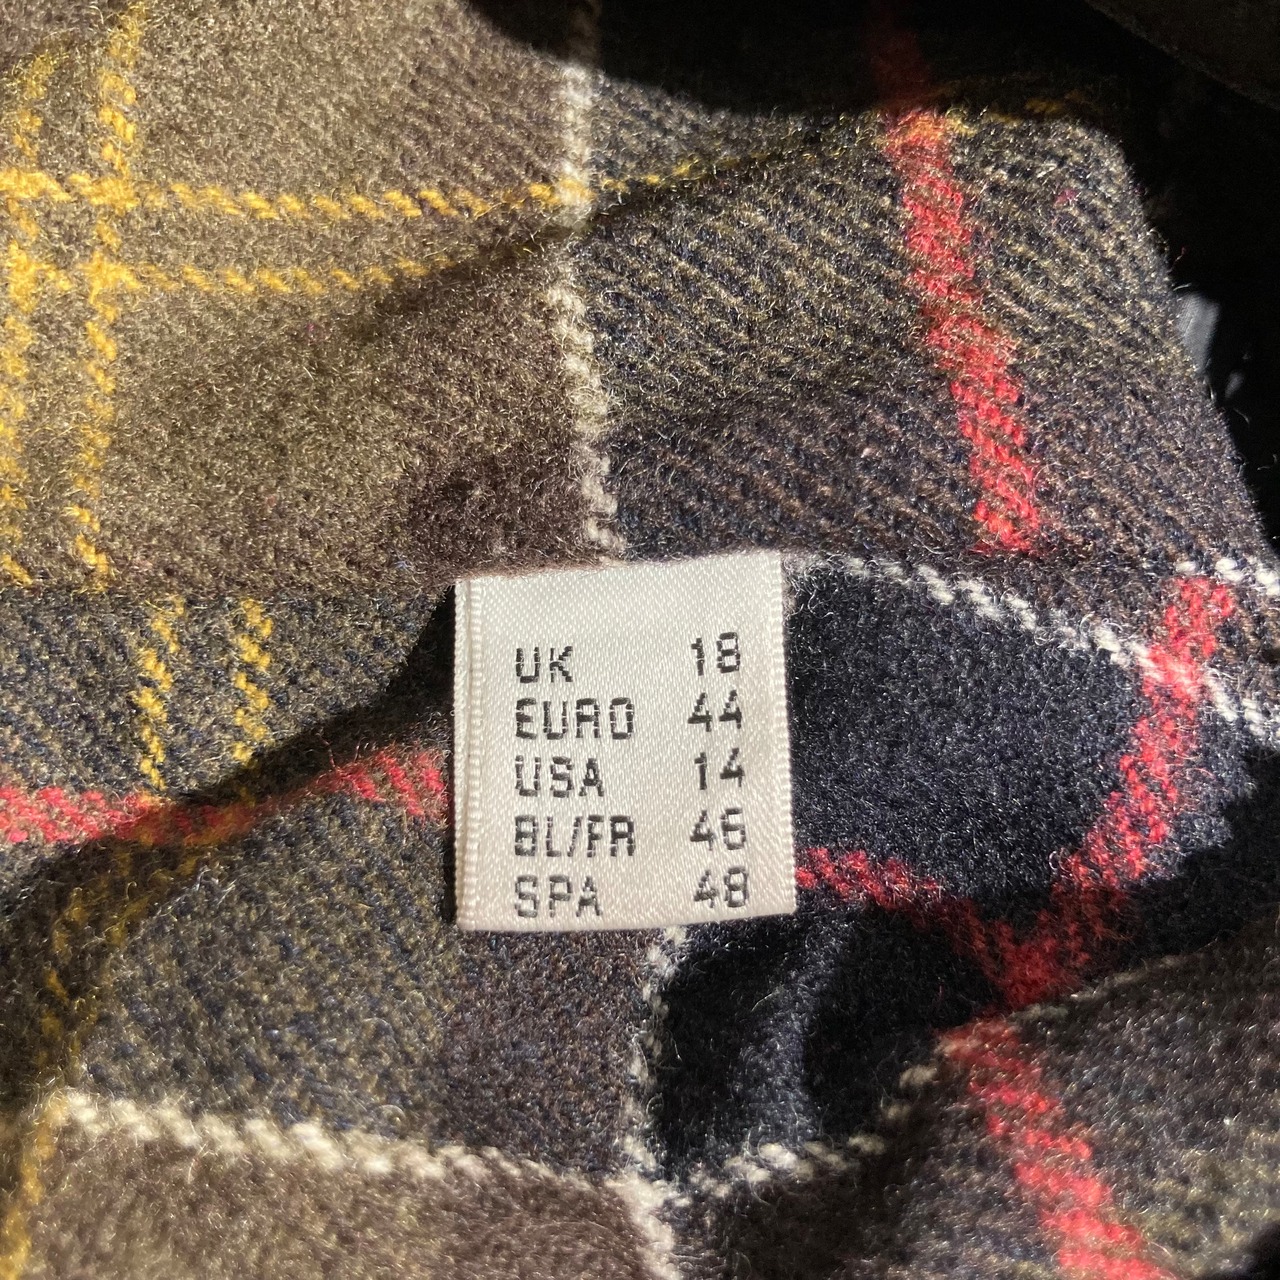 UK 18
EURO 44
USA 14
BL/FR 46
SPA 48